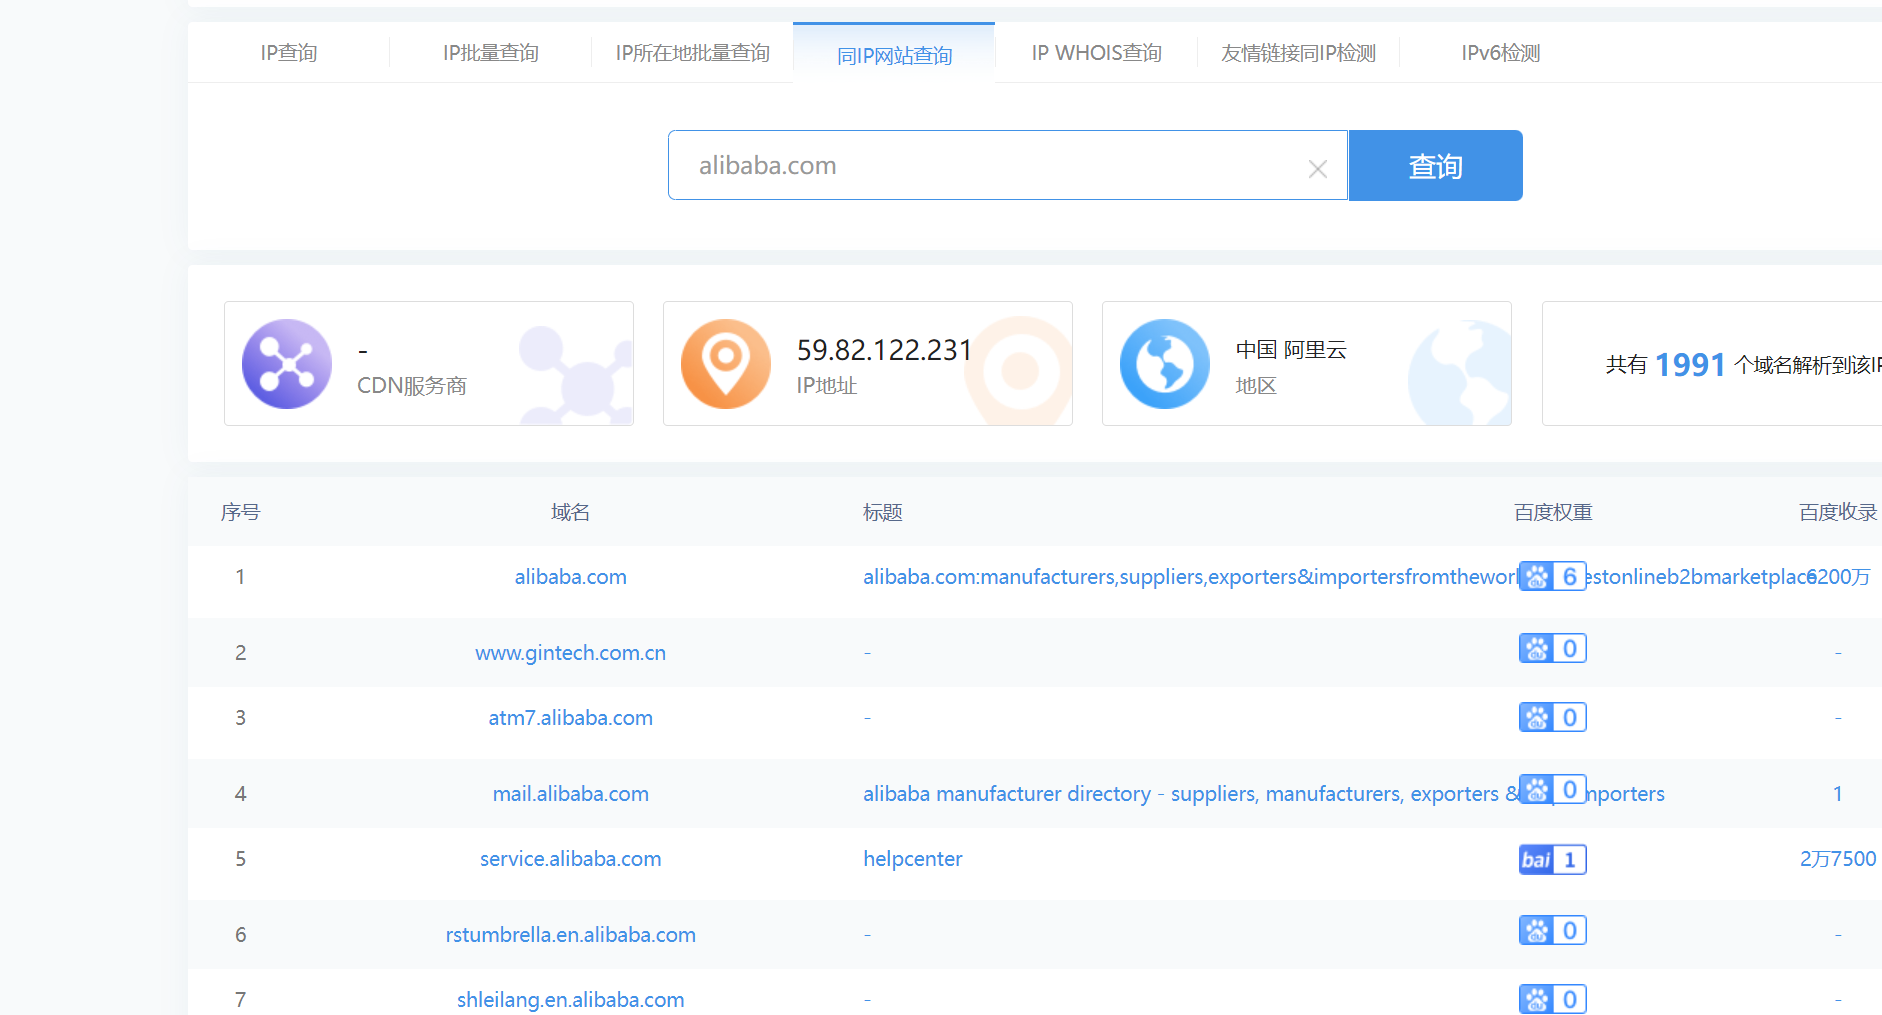 IP查询 IP批量查询 IP所在地批量查询 同IP网站查询 IP WHOIS查询 友情链接同IP检测 IPv6检测
alibaba.com 查询
- 59.82.122.231 中国 阿里云
共有 1991 个域名解析到该IP
CDN服务商 IP地址 地区
序号 域名 标题 百度权重 百度收录
1 alibaba.com alibaba.com:manufacturers,suppliers,exporters&importersfromthewor 6 estonlineb2bmarketplace 6200万
2 www.gintech.com.cn - du 0 -
3 atm7.alibaba.com - du 0 -
4 mail.alibaba.com alibaba manufacturer directory - suppliers, manufacturers, exporters & du 0 importers 1
5 service.alibaba.com helpcenter bai 1 2万7500
6 rstumbrella.en.alibaba.com - du 0 -
7 shleilang.en.alibaba.com - du 0 -